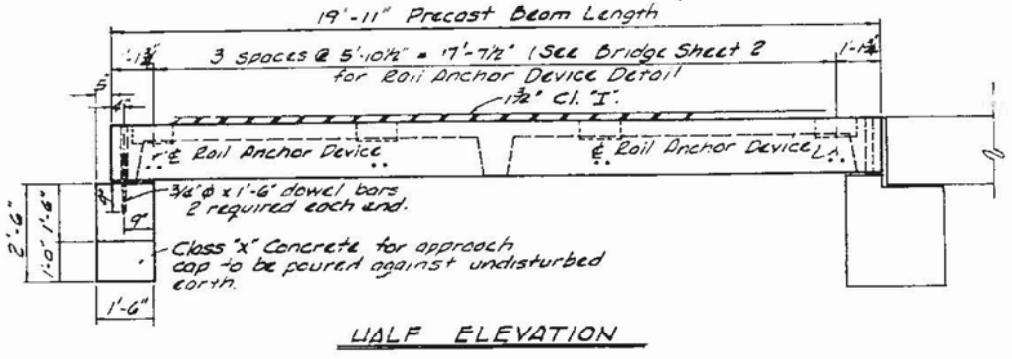 19'-11" Precast Beam Length
3 spaces @ 5'-10½" = 17'-7½" (See Bridge Sheet 2
for Rail Anchor Device Detail
1½" Cl. "I".
5"
₵ Rail Anchor Device
₵ Rail Anchor Device
3/4" ϕ x 1'-6" dowel bars
2 required each end.
9"
9"
2'-6"
1'-0" 1'-6"
Class "X" Concrete for approach
cap to be poured against undisturbed
earth.
1'-6"
HALF ELEVATION